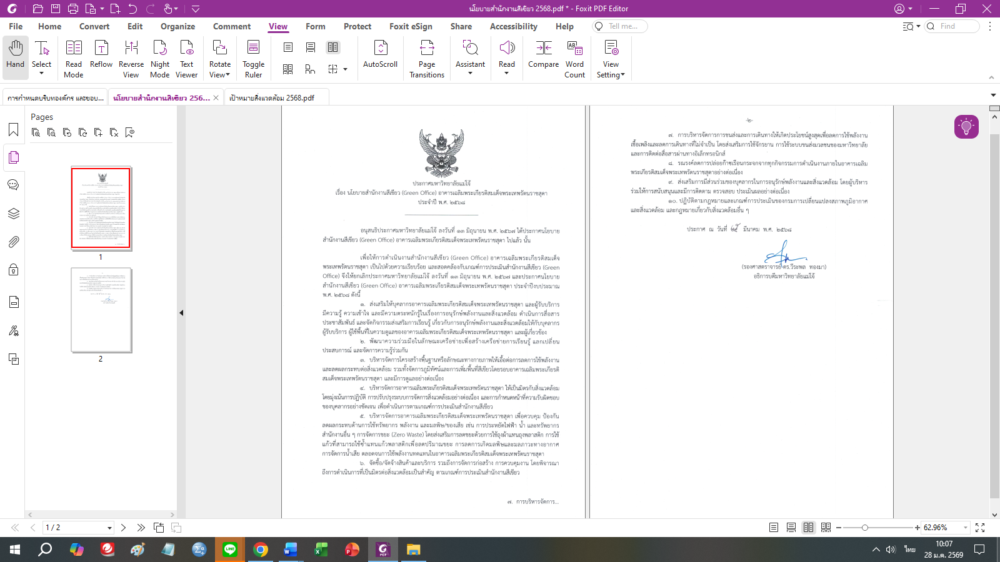 นโยบายสำนักงานสีเขียว 2568.pdf * - Foxit PDF Editor
File Home Convert Edit Organize Comment View Form Protect Foxit eSign Share Accessibility Help Tell me... Find
Hand Select Read Mode Reflow Reverse View Night Mode Text Viewer Rotate View Toggle Ruler AutoScroll Page Transitions Assistant Read Compare Word Count View Setting
การกำหนดบริบทองค์กร และขอบ... นโยบายสำนักงานสีเขียว 256... เป้าหมายสิ่งแวดล้อม 2568.pdf
Pages
1
2
ประกาศมหาวิทยาลัยแม่โจ้
เรื่อง นโยบายสำนักงานสีเขียว (Green Office) อาคารเฉลิมพระเกียรติสมเด็จพระเทพรัตนราชสุดา
ประจำปี พ.ศ. ๒๕๖๘
อนุสนธิประกาศมหาวิทยาลัยแม่โจ้ ลงวันที่ ๑๓ มิถุนายน พ.ศ. ๒๕๖๗ ได้ประกาศนโยบาย
สำนักงานสีเขียว (Green Office) อาคารเฉลิมพระเกียรติสมเด็จพระเทพรัตนราชสุดา ไปแล้ว นั้น
เพื่อให้การดำเนินงานสำนักงานสีเขียว (Green Office) อาคารเฉลิมพระเกียรติสมเด็จ
พระเทพรัตนราชสุดา เป็นไปด้วยความเรียบร้อย และสอดคล้องกับเกณฑ์การประเมินสำนักงานสีเขียว (Green
Office) จึงให้ยกเลิกประกาศมหาวิทยาลัยแม่โจ้ ลงวันที่ ๑๓ มิถุนายน พ.ศ. ๒๕๖๗ และประกาศนโยบาย
สำนักงานสีเขียว (Green Office) อาคารเฉลิมพระเกียรติสมเด็จพระเทพรัตนราชสุดา ประจำปีงบประมาณ
พ.ศ. ๒๕๖๘ ดังนี้
๑. ส่งเสริมให้บุคลากรอาคารเฉลิมพระเกียรติสมเด็จพระเทพรัตนราชสุดา และผู้รับบริการ
มีความรู้ ความเข้าใจ และมีความตระหนักรู้ในเรื่องการอนุรักษ์พลังงานและสิ่งแวดล้อม ดำเนินการสื่อสาร
ประชาสัมพันธ์ และจัดกิจกรรมส่งเสริมการเรียนรู้ เกี่ยวกับการอนุรักษ์พลังงานและสิ่งแวดล้อมให้กับบุคลากร
ผู้รับบริการ ผู้ใช้พื้นที่ในความดูแลของอาคารเฉลิมพระเกียรติสมเด็จพระเทพรัตนราชสุดา และผู้เกี่ยวข้อง
๒. พัฒนาความร่วมมือในลักษณะเครือข่ายเพื่อสร้างเครือข่ายการเรียนรู้ แลกเปลี่ยน
ประสบการณ์ และจัดการความรู้ร่วมกัน
๓. บริหารจัดการโครงสร้างพื้นฐานหรือลักษณะทางกายภาพให้เอื้อต่อการลดการใช้พลังงาน
และลดผลกระทบต่อสิ่งแวดล้อม รวมทั้งจัดการภูมิทัศน์และการเพิ่มพื้นที่สีเขียวโดยรอบอาคารเฉลิมพระเกียรติ
สมเด็จพระเทพรัตนราชสุดา และมีการดูแลอย่างต่อเนื่อง
๔. บริหารจัดการอาคารเฉลิมพระเกียรติสมเด็จพระเทพรัตนราชสุดา ให้เป็นมิตรกับสิ่งแวดล้อม
โดยมุ่งเน้นการปฏิบัติ การปรับปรุงระบบการจัดการสิ่งแวดล้อมอย่างต่อเนื่อง และการกำหนดหน้าที่ความรับผิดชอบ
ของบุคลากรอย่างชัดเจน เพื่อดำเนินการตามเกณฑ์การประเมินสำนักงานสีเขียว
๕. บริหารจัดการอาคารเฉลิมพระเกียรติสมเด็จพระเทพรัตนราชสุดา เพื่อควบคุม ป้องกัน
ลดผลกระทบด้านการใช้ทรัพยากร พลังงาน และมลพิษ/ของเสีย เช่น การประหยัดไฟฟ้า น้ำ และทรัพยากร
สำนักงานอื่น ๆ การจัดการขยะ (Zero Waste) โดยส่งเสริมการลดขยะด้วยการใช้ถุงผ้าแทนถุงพลาสติก การใช้
แก้วที่สามารถใช้ซ้ำแทนแก้วพลาสติกเพื่อลดปริมาณขยะ การลดการเกิดมลพิษและมลภาวะทางอากาศ
การจัดการน้ำเสีย ตลอดจนการใช้พลังงานทดแทนในอาคารเฉลิมพระเกียรติสมเด็จพระเทพรัตนราชสุดา
๖. จัดซื้อ/จัดจ้างสินค้าและบริการ รวมถึงการจัดการก่อสร้าง การควบคุมงาน โดยพิจารณา
ถึงการดำเนินการที่เป็นมิตรต่อสิ่งแวดล้อมเป็นสำคัญ ตามเกณฑ์การประเมินสำนักงานสีเขียว
๗. การบริหารจัดการ...
-๒-
๗. การบริหารจัดการการขนส่งและการเดินทางให้เกิดประโยชน์สูงสุดเพื่อลดการใช้พลังงาน
เชื้อเพลิงและลดการเดินทางที่ไม่จำเป็น โดยส่งเสริมการใช้จักรยาน การใช้ระบบขนส่งมวลชนของมหาวิทยาลัย
และการติดต่อสื่อสารผ่านทางอิเล็กทรอนิกส์
๘. รณรงค์ลดการปล่อยก๊าซเรือนกระจกจากทุกกิจกรรมการดำเนินงานภายในอาคารเฉลิม
พระเกียรติสมเด็จพระเทพรัตนราชสุดาอย่างต่อเนื่อง
๙. ส่งเสริมการมีส่วนร่วมของบุคลากรในการอนุรักษ์พลังงานและสิ่งแวดล้อม โดยผู้บริหาร
ร่วมให้การสนับสนุนและมีการติดตาม ตรวจสอบ ประเมินผลอย่างต่อเนื่อง
๑๐. ปฏิบัติตามกฎหมายและเกณฑ์การประเมินของกรมการเปลี่ยนแปลงสภาพภูมิอากาศ
และสิ่งแวดล้อม และกฎหมายเกี่ยวกับสิ่งแวดล้อมอื่น ๆ
ประกาศ ณ วันที่ ๒๕ มีนาคม พ.ศ. ๒๕๖๘
(รองศาสตราจารย์ ดร.วีระพล ทองมา)
อธิการบดีมหาวิทยาลัยแม่โจ้
1 / 2
62.96%
ไทย
10:07
28 ม.ค. 2569